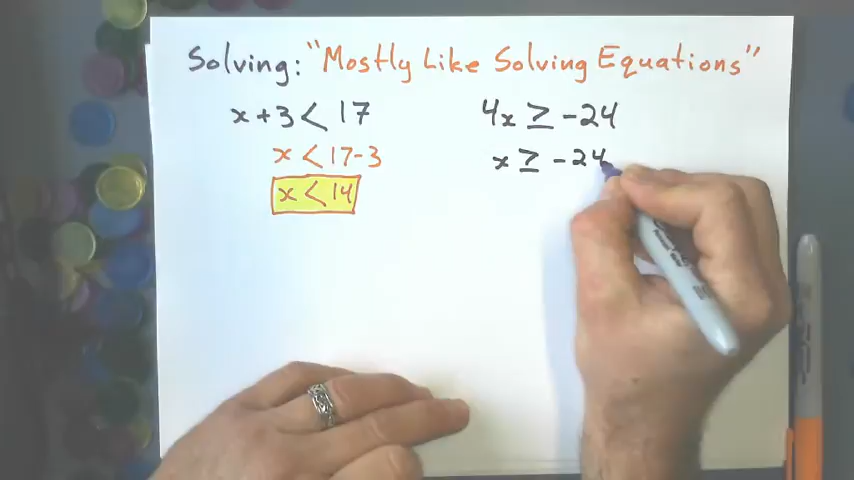 Solving: "Mostly Like Solving Equations"
x + 3 < 17
x < 17-3
x < 14
4x ≥ -24
x ≥ -24